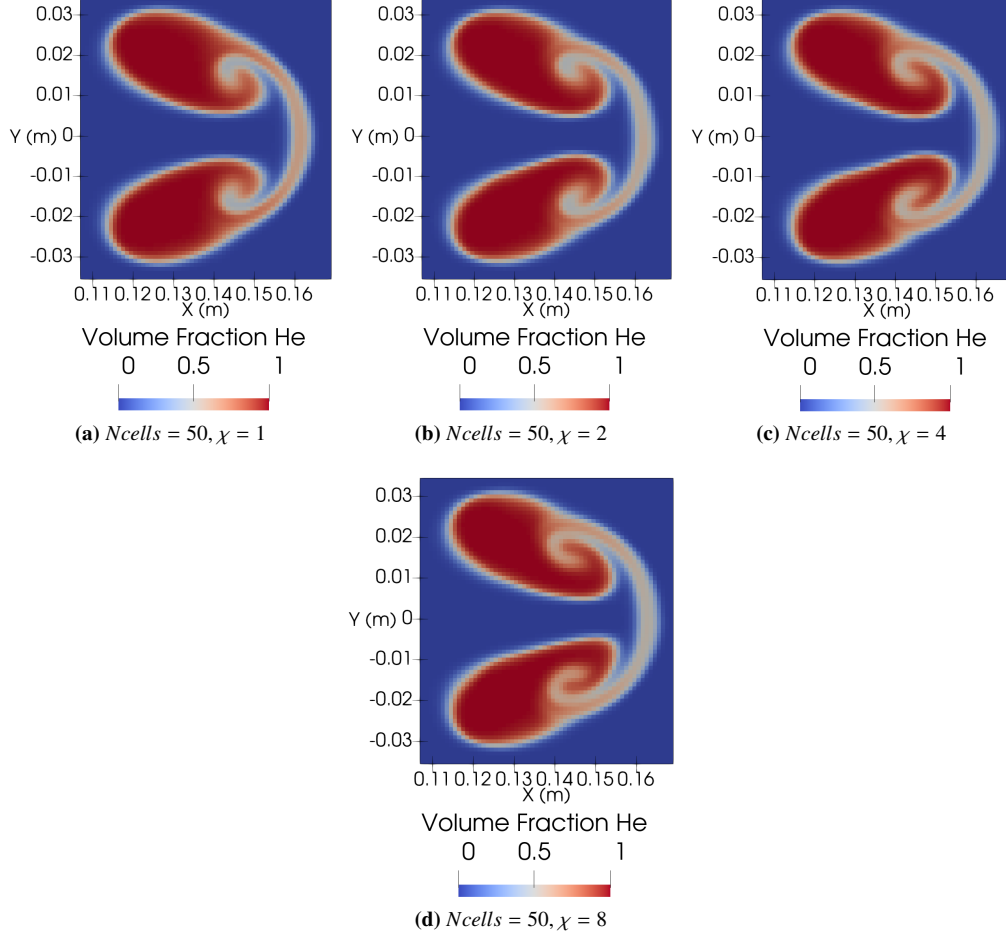 0.03
0.02
0.01
Y (m) 0
-0.01
-0.02
-0.03
0.11 0.12 0.13 0.14 0.15 0.16
X (m)
Volume Fraction He
0 0.5 1
(a) Ncells = 50, χ = 1
0.03
0.02
0.01
Y (m) 0
-0.01
-0.02
-0.03
0.11 0.12 0.13 0.14 0.15 0.16
X (m)
Volume Fraction He
0 0.5 1
(b) Ncells = 50, χ = 2
0.03
0.02
0.01
Y (m) 0
-0.01
-0.02
-0.03
0.11 0.12 0.13 0.14 0.15 0.16
X (m)
Volume Fraction He
0 0.5 1
(c) Ncells = 50, χ = 4
0.03
0.02
0.01
Y (m) 0
-0.01
-0.02
-0.03
0.11 0.12 0.13 0.14 0.15 0.16
X (m)
Volume Fraction He
0 0.5 1
(d) Ncells = 50, χ = 8